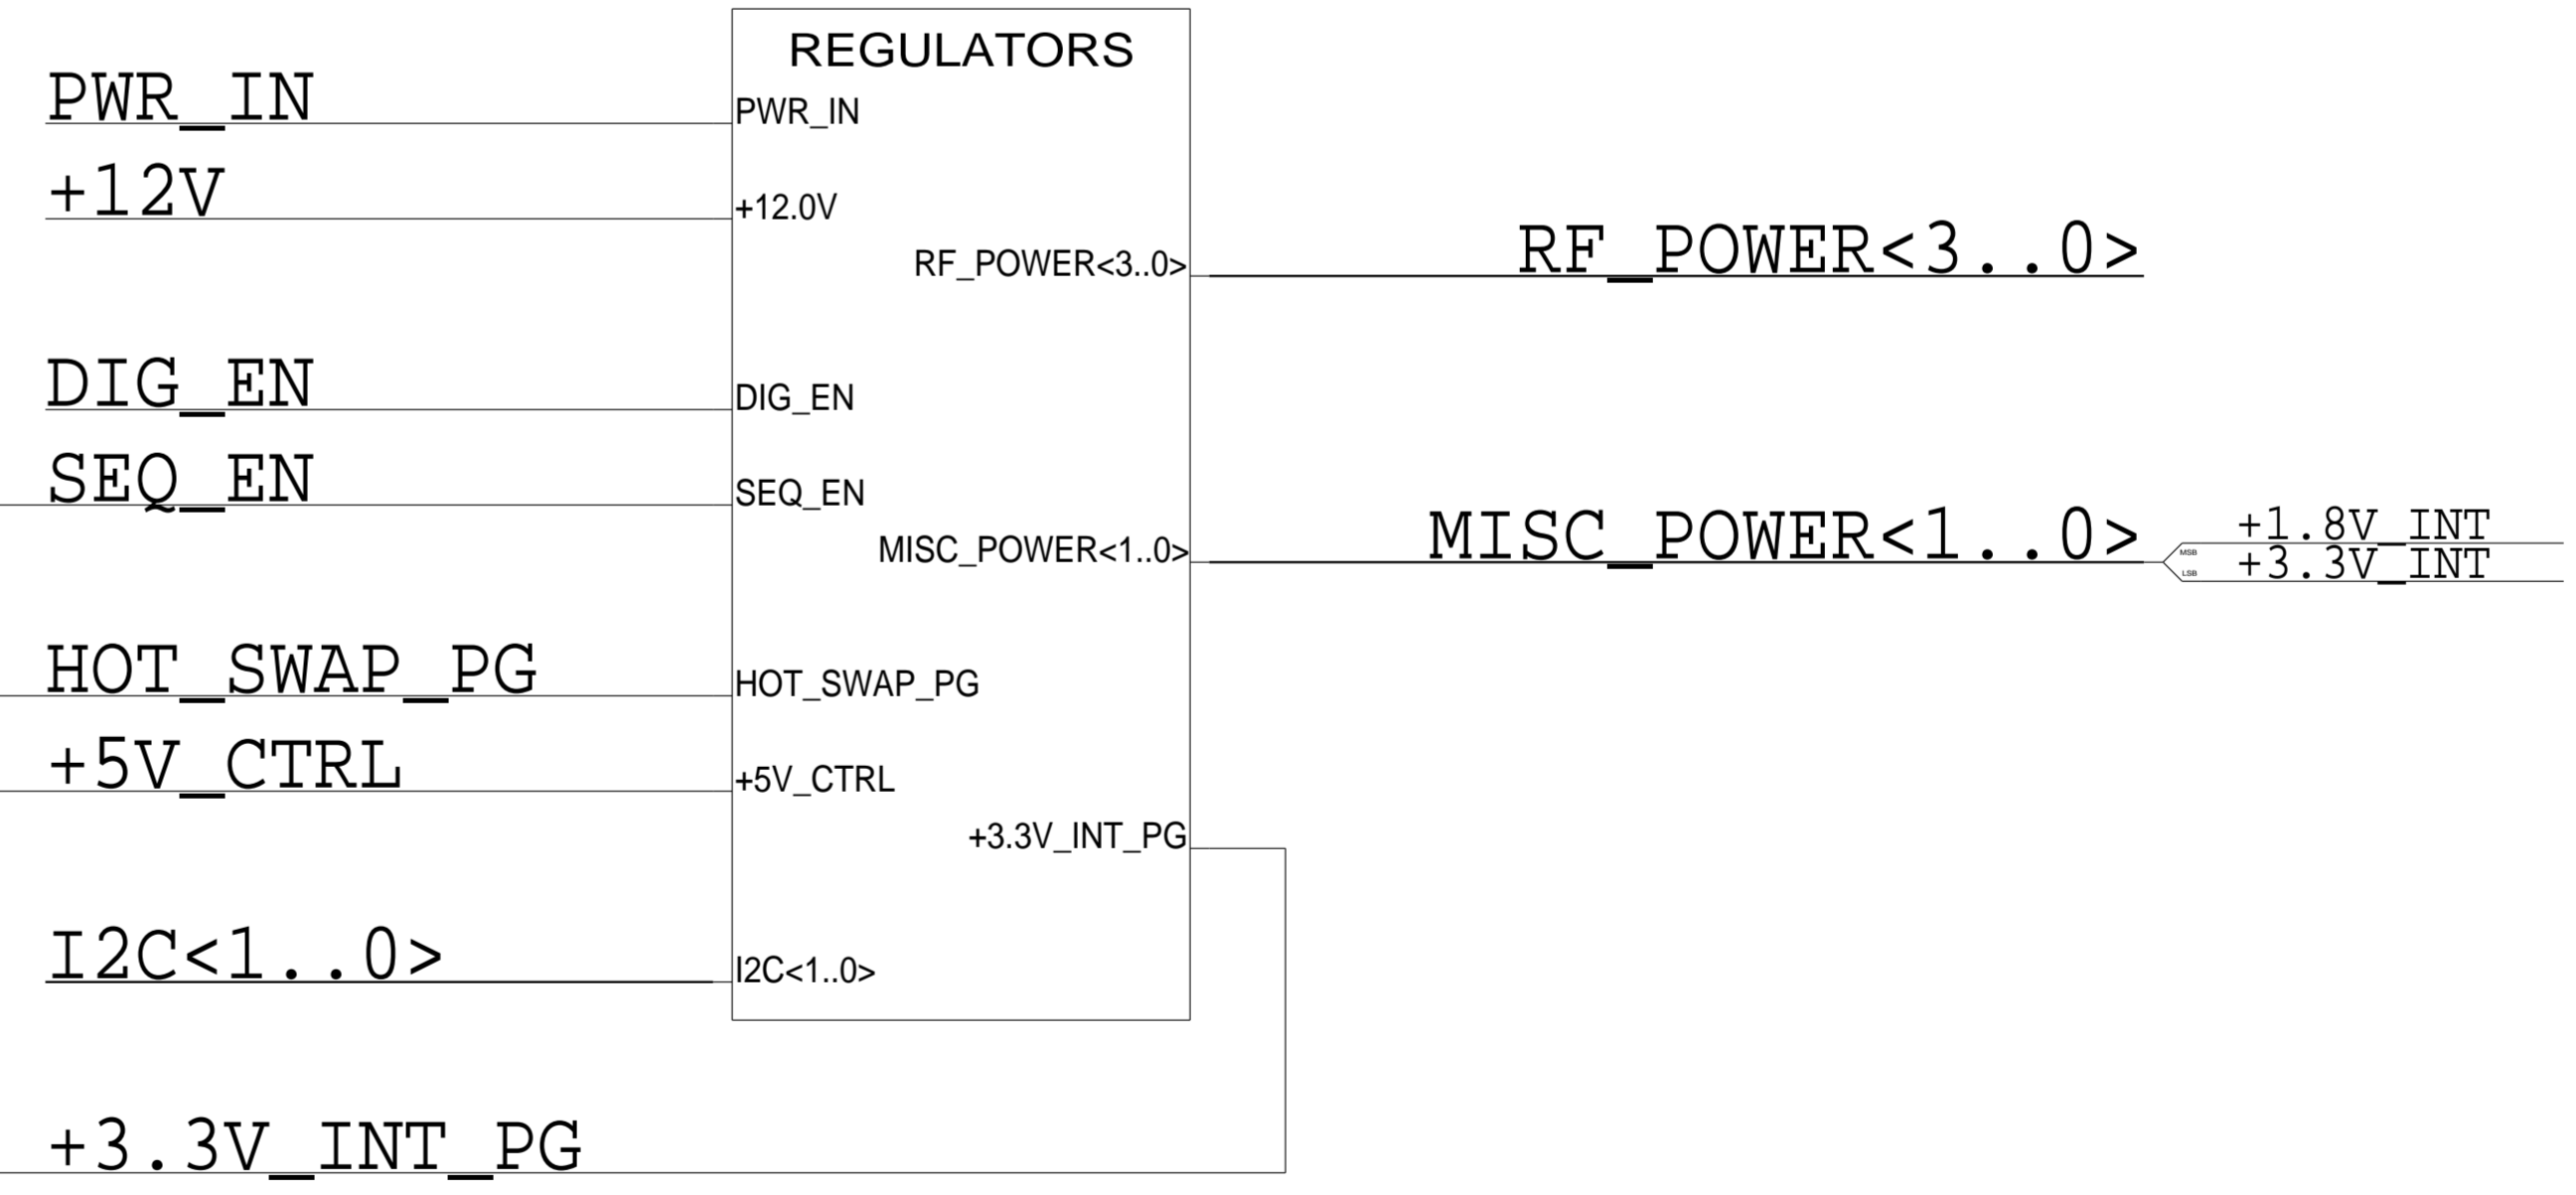 REGULATORS
PWR_IN
PWR_IN
+12V
+12.0V
RF_POWER<3..0>
RF_POWER<3..0>
DIG_EN
DIG_EN
SEQ_EN
SEQ_EN
MISC_POWER<1..0>
MISC_POWER<1..0>
+1.8V_INT
MSB
+3.3V_INT
LSB
HOT_SWAP_PG
HOT_SWAP_PG
+5V_CTRL
+5V_CTRL
+3.3V_INT_PG
I2C<1..0>
I2C<1..0>
+3.3V_INT_PG